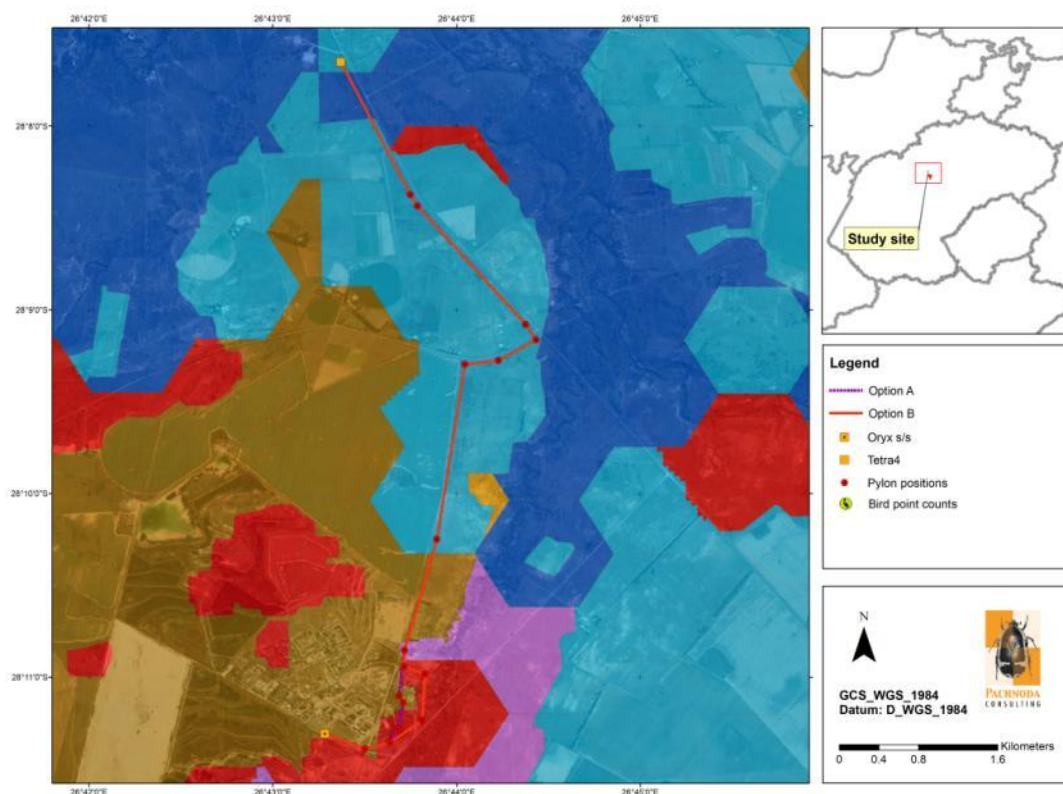 26°42'0"E 26°43'0"E 26°44'0"E 26°45'0"E
28°8'0"S
28°9'0"S
28°10'0"S
28°11'0"S
26°42'0"E 26°43'0"E 26°44'0"E 26°45'0"E
Study site
Legend
Option A
Option B
Oryx s/s
Tetra4
Pylon positions
Bird point counts
N
PACHNODA
CONSULTING
GCS_WGS_1984
Datum: D_WGS_1984
Kilometers
0 0.4 0.8 1.6